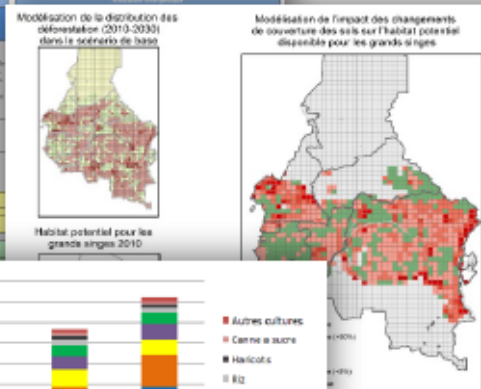 Modélisation de la distribution des
déforestation (2010-2030)
dans le scénario de base
Modélisation de l'impact des changements
de couverture des sols sur l'habitat potentiel
disponible pour les grands singes
Habitat potentiel pour les
grands singes 2010
Autres cultures
Canne a sucre
Haricots
Riz